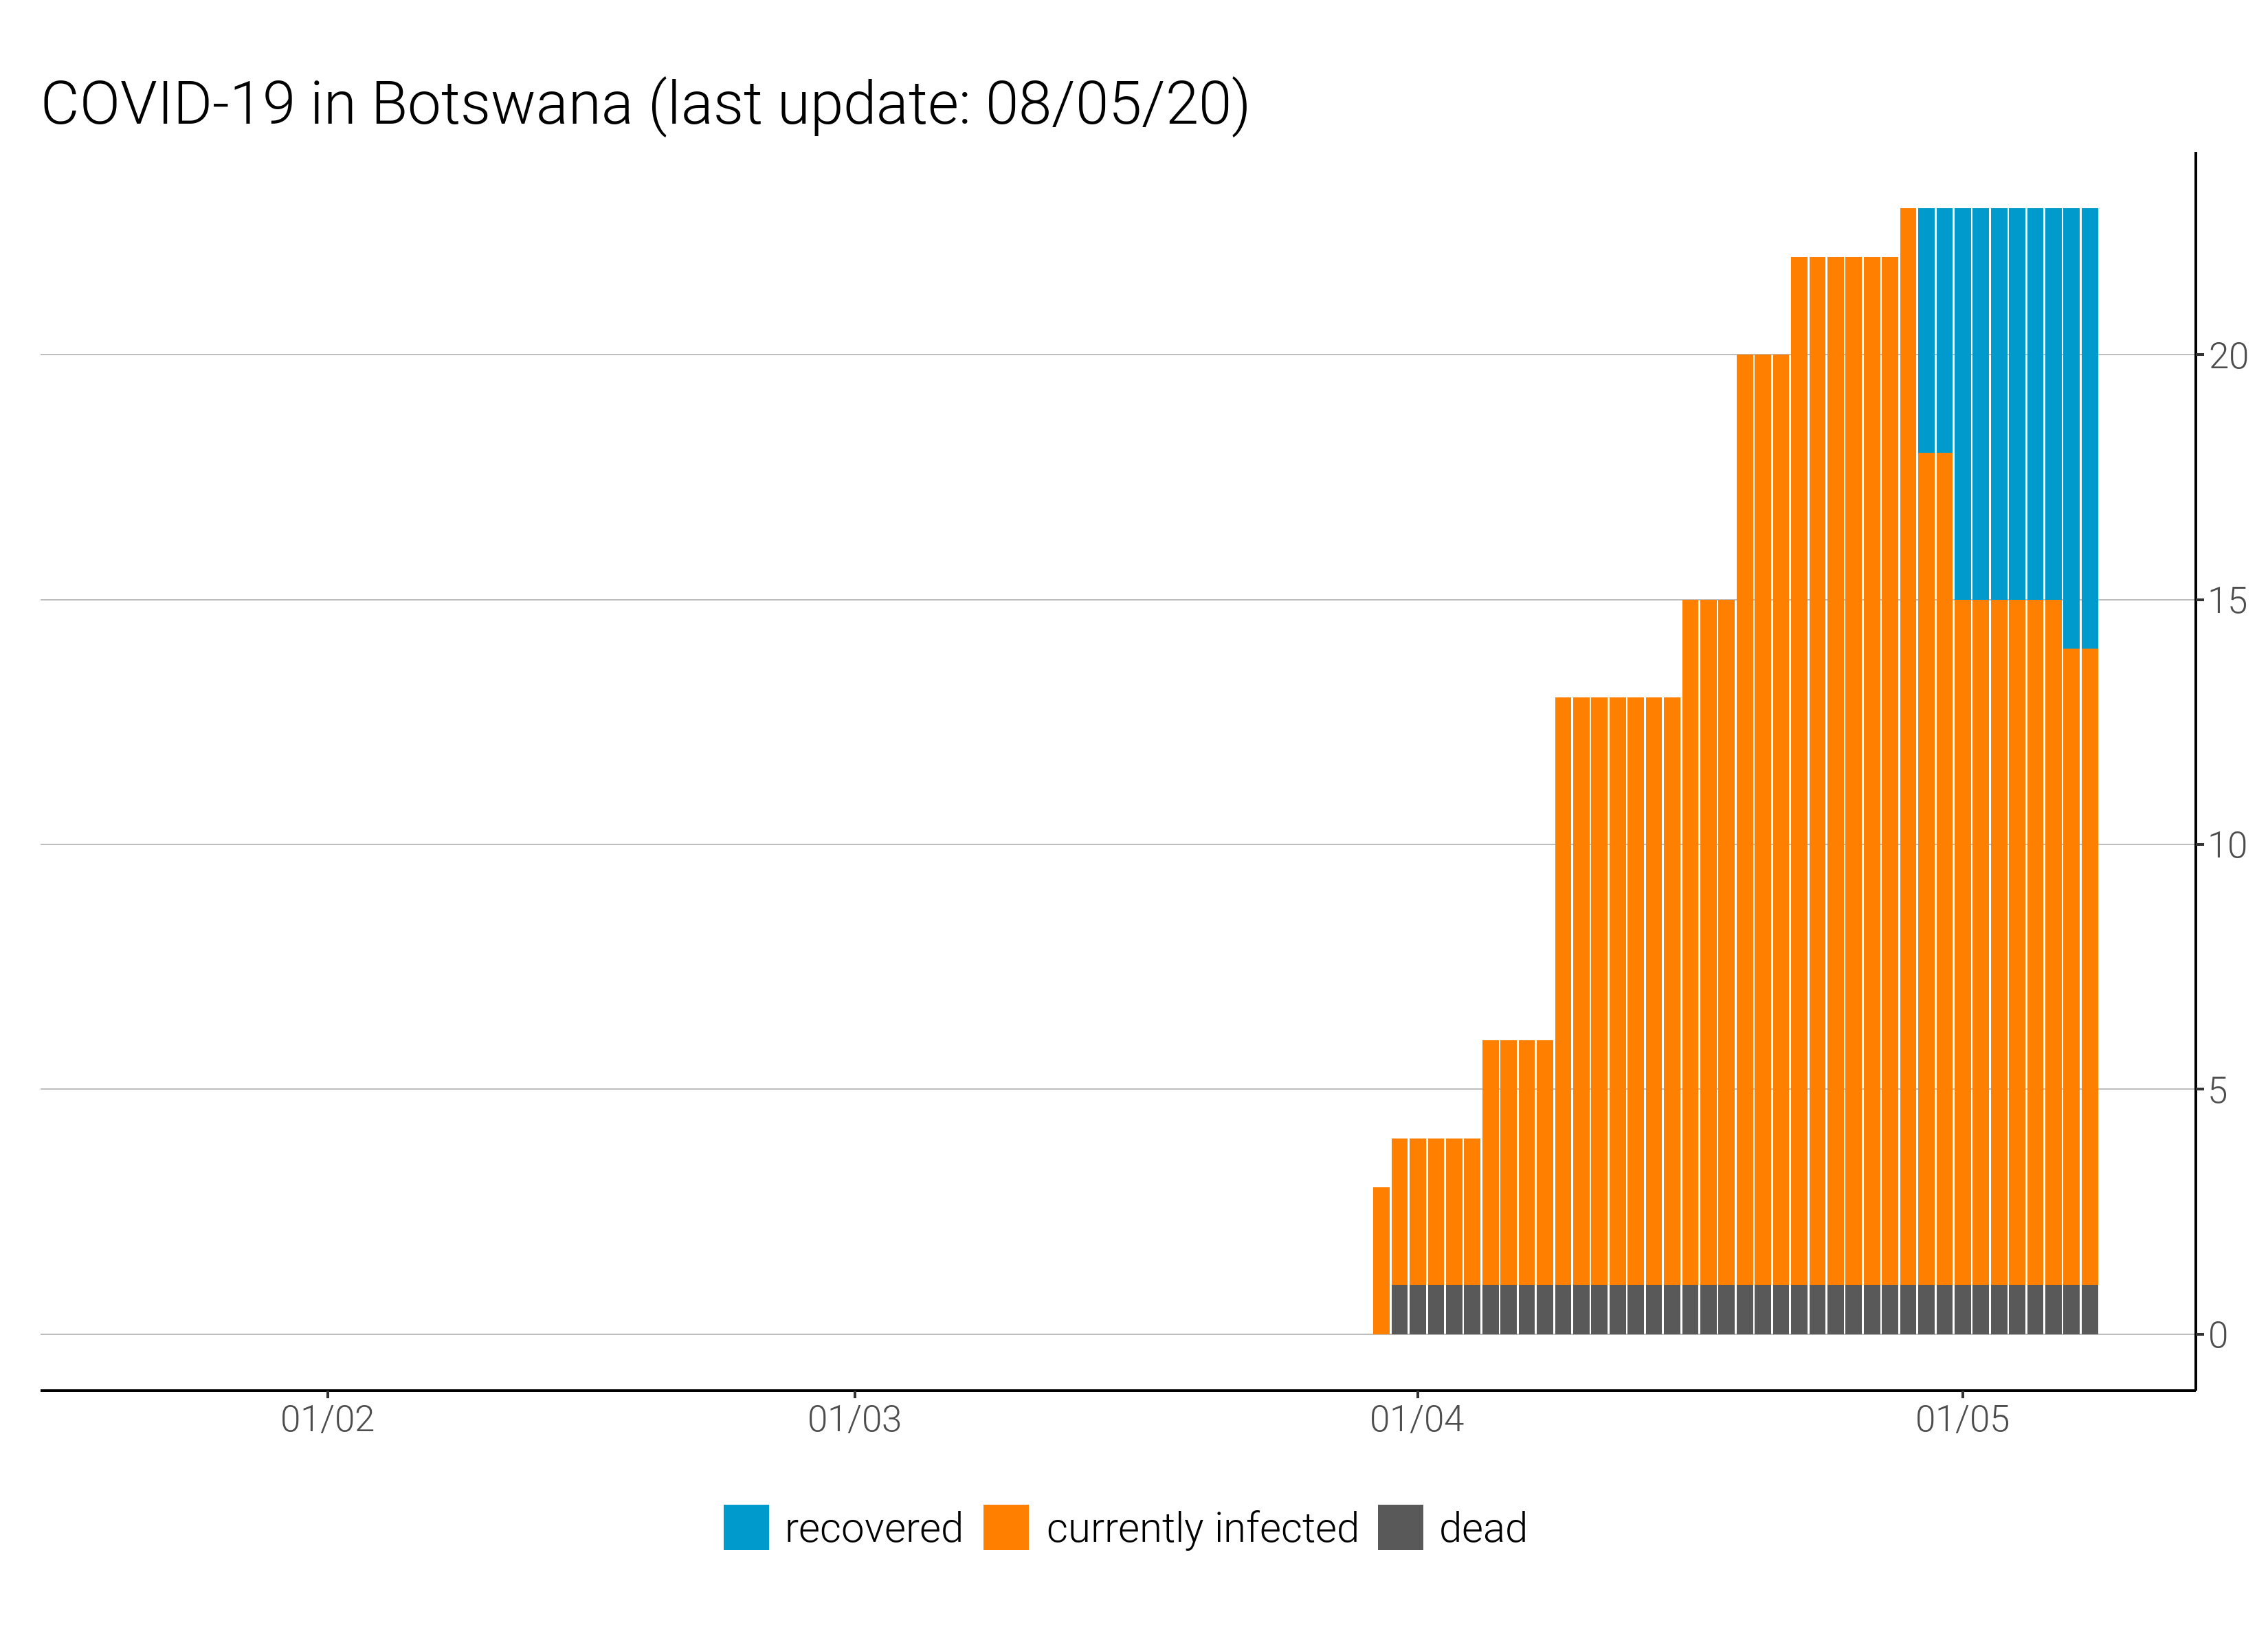 COVID-19 in Botswana (last update: 08/05/20)
20
15
10
5
0
01/02 01/03 01/04 01/05
recovered currently infected dead